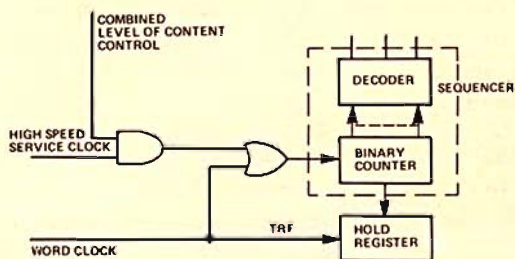 COMBINED
LEVEL OF CONTENT
CONTROL
DECODER
SEQUENCER
HIGH SPEED
SERVICE CLOCK
BINARY
COUNTER
TRF
WORD CLOCK
HOLD
REGISTER